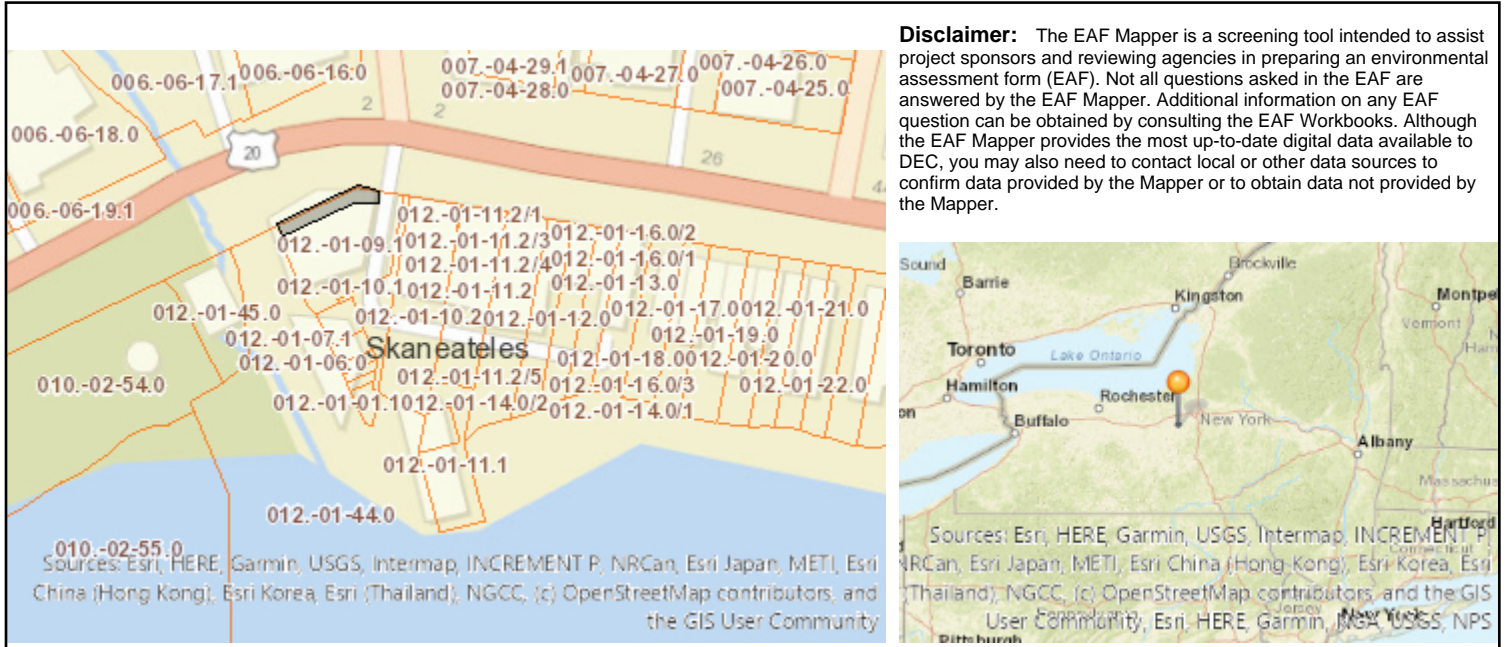 Disclaimer: The EAF Mapper is a screening tool intended to assist
project sponsors and reviewing agencies in preparing an environmental
assessment form (EAF). Not all questions asked in the EAF are
answered by the EAF Mapper. Additional information on any EAF
question can be obtained by consulting the EAF Workbooks. Although
the EAF Mapper provides the most up-to-date digital data available to
DEC, you may also need to contact local or other data sources to
confirm data provided by the Mapper or to obtain data not provided by
the Mapper.
006.-06-17.1
006.-06-16.0
007.-04-29.1
007.-04-27.0
007.-04-26.0
007.-04-28.0
007.-04-25.0
2
2
006.-06-18.0
20
26
006.-06-19.1
012.-01-11.2/1
012.-01-09.1
012.-01-11.2/3
012.-01-16.0/2
012.-01-11.2/4
012.-01-16.0/1
012.-01-10.1
012.-01-11.2
012.-01-13.0
012.-01-45.0
012.-01-10.2
012.-01-12.0
012.-01-17.0
012.-01-21.0
012.-01-07.1
012.-01-19.0
012.-01-06.0
Skaneateles
012.-01-18.0
012.-01-20.0
010.-02-54.0
012.-01-11.2/5
012.-01-16.0/3
012.-01-22.0
012.-01-01.1
012.-01-14.0/2
012.-01-14.0/1
012.-01-11.1
012.-01-44.0
010.-02-55.0
Sources: Esri, HERE, Garmin, USGS, Intermap, INCREMENT P, NRCan, Esri Japan, METI, Esri
China (Hong Kong), Esri Korea, Esri (Thailand), NGCC, (c) OpenStreetMap contributors, and
the GIS User Community
Sound
Barrie
Brockville
Kingston
Montpel
Vermont
Toronto
Lake Ontario
Hamilton
Rochester
Buffalo
New York
Albany
Massachus
Hartford
Connecticut
Sources: Esri, HERE, Garmin, USGS, Intermap, INCREMENT P,
NRCan, Esri Japan, METI, Esri China (Hong Kong), Esri Korea, Esri
(Thailand), NGCC, (c) OpenStreetMap contributors, and the GIS
User Community, Esri, HERE, Garmin, NGA, USGS, NPS
Pennsylvania
Jersey
New York
Pittsburgh